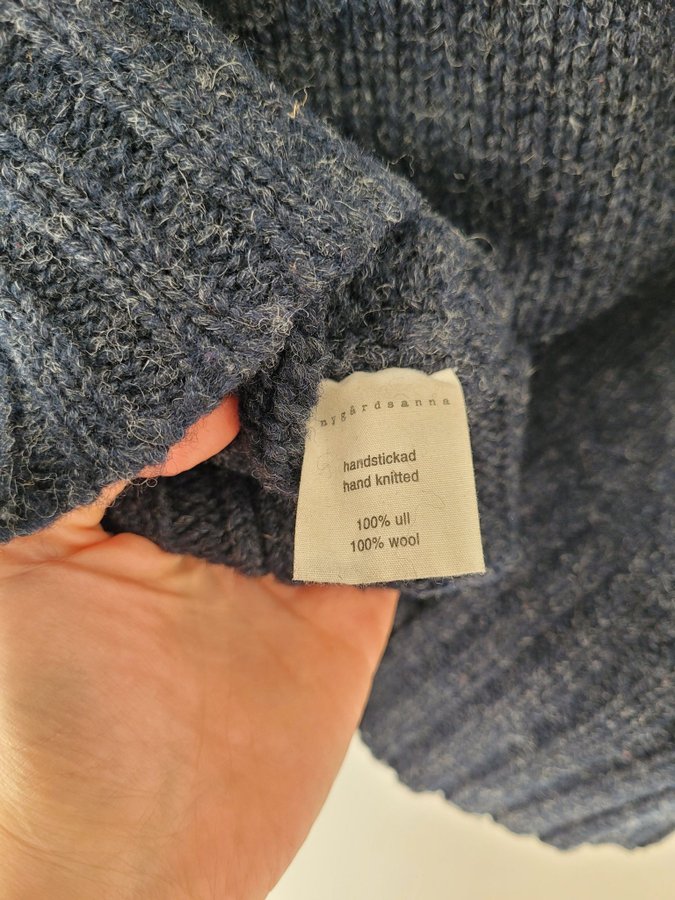 nygårdsanna
handstickad
hand knitted
100% ull
100% wool